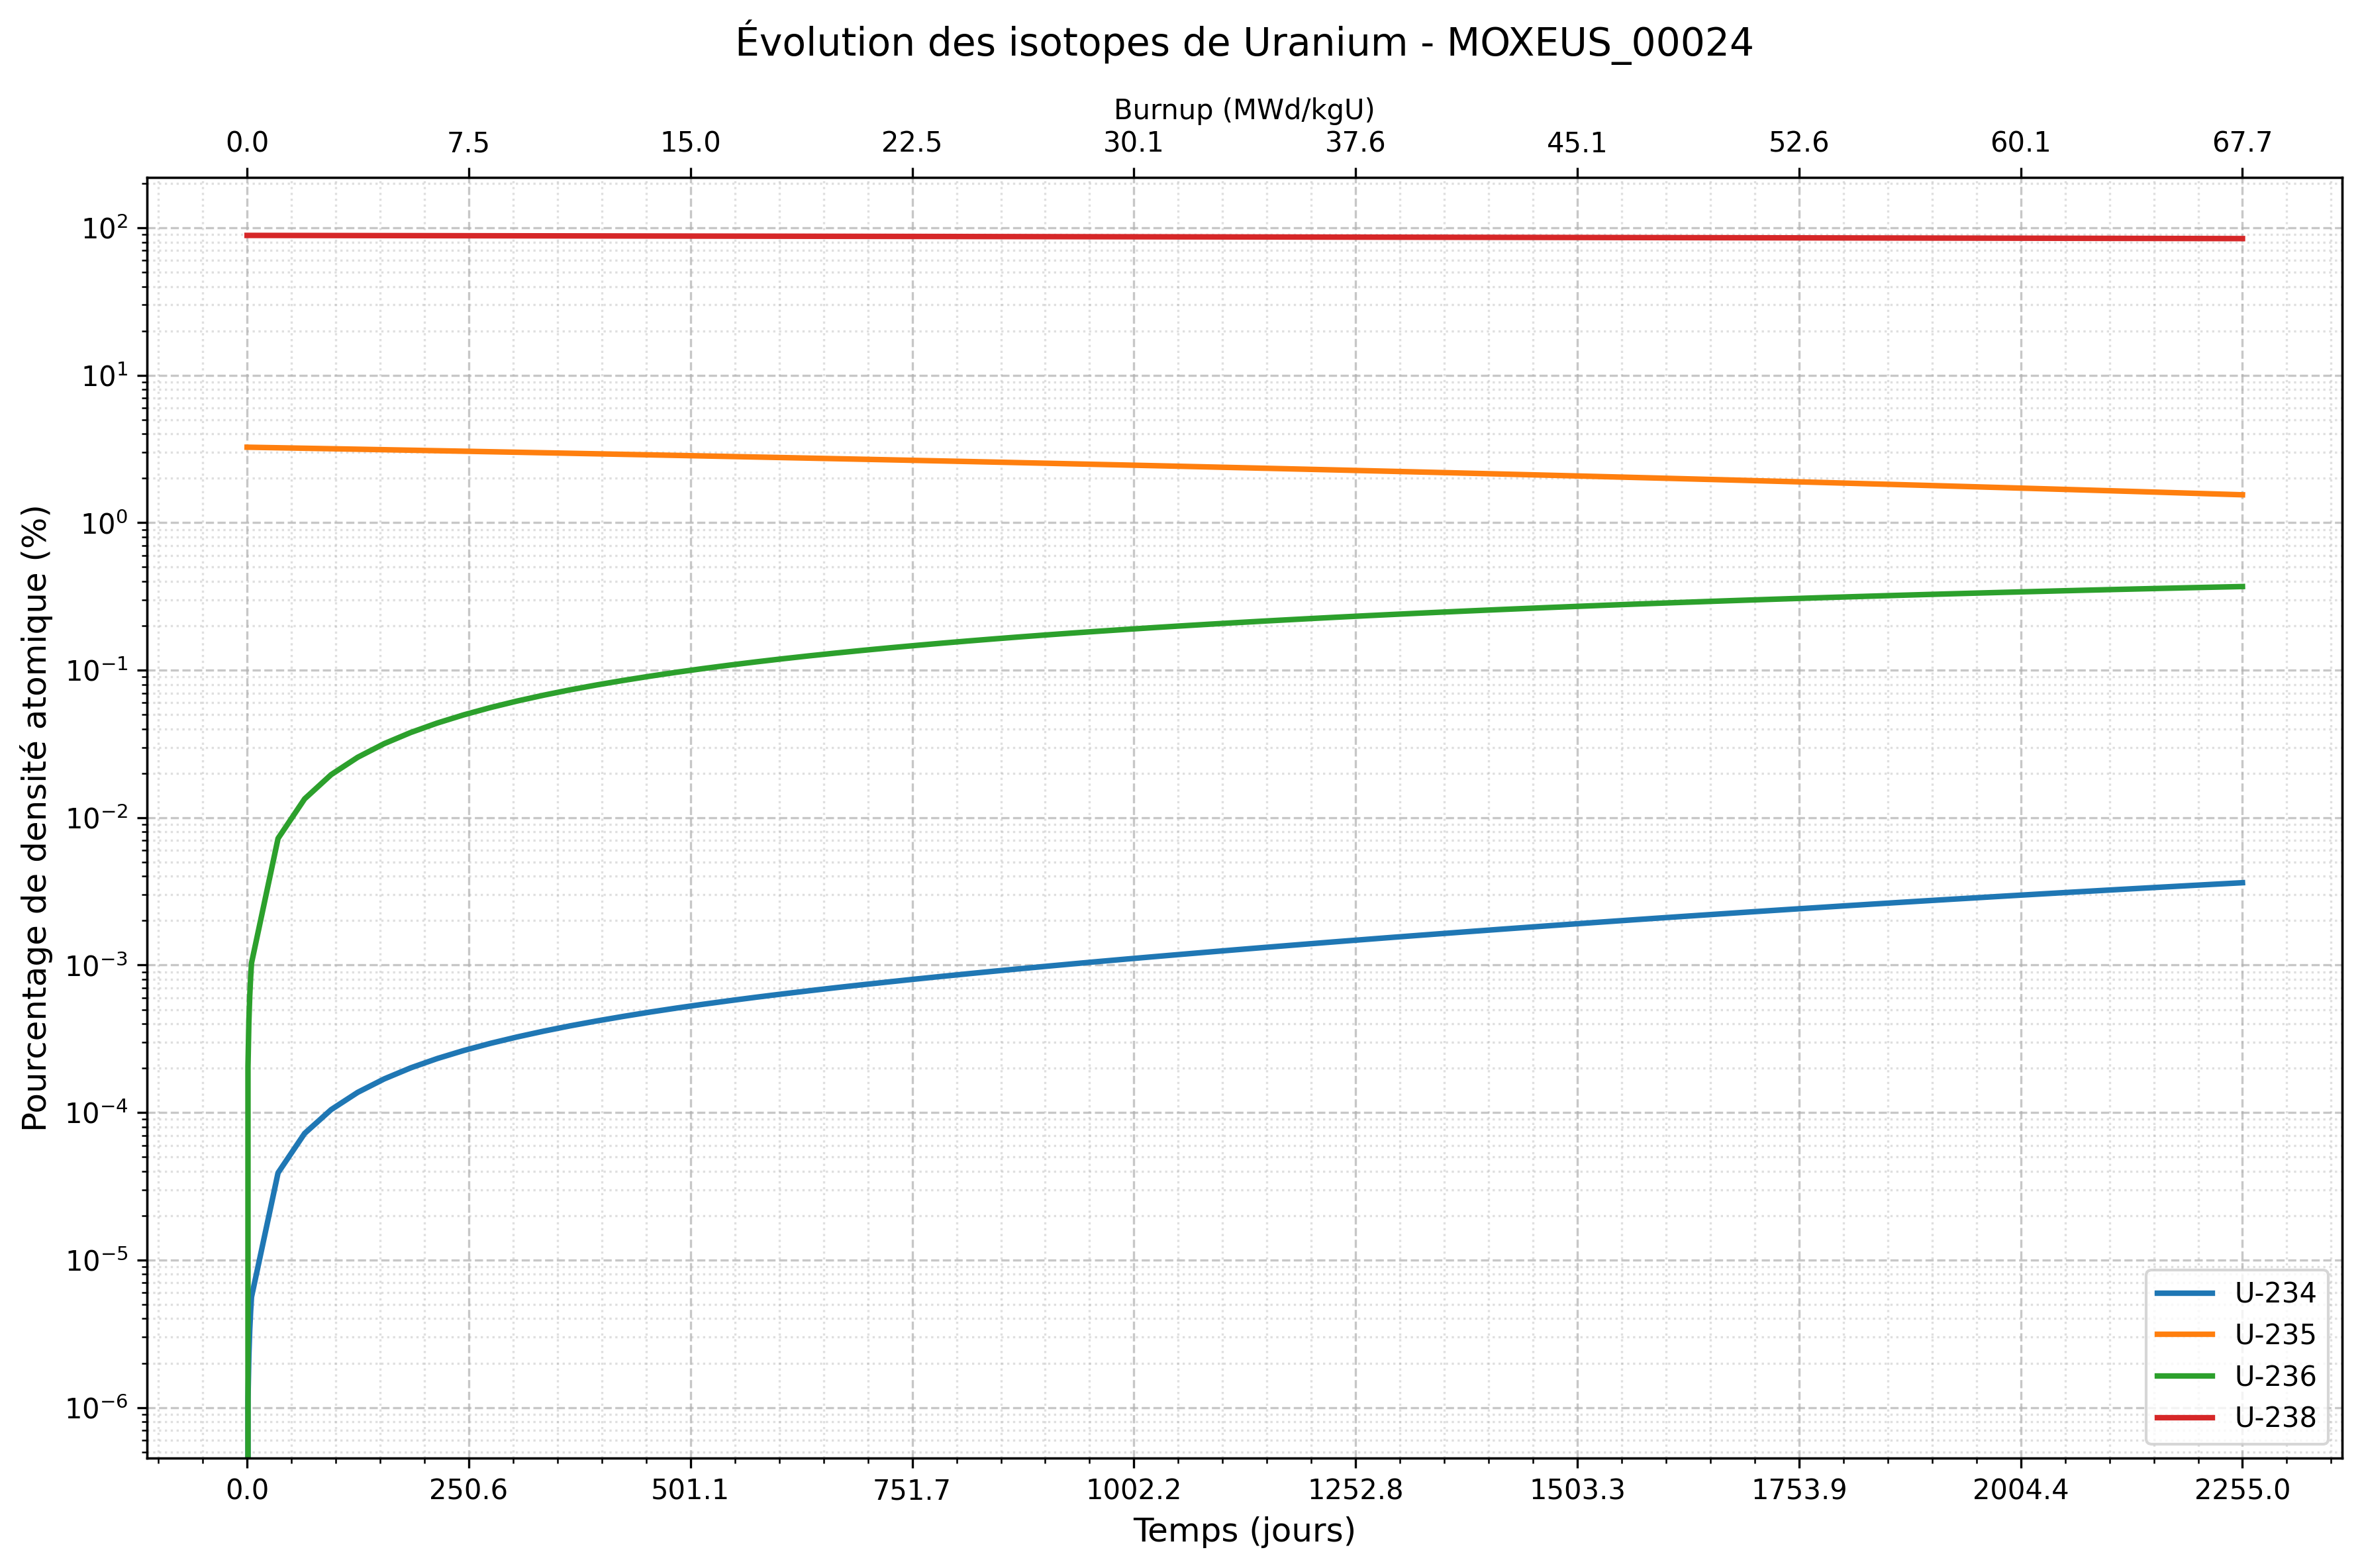 Évolution des isotopes de Uranium - MOXEUS_00024
Burnup (MWd/kgU)
0.0 7.5 15.0 22.5 30.1 37.6 45.1 52.6 60.1 67.7
Pourcentage de densité atomique (%)
10²
10¹
10⁰
10⁻¹
10⁻²
10⁻³
10⁻⁴
10⁻⁵
10⁻⁶
U-234
U-235
U-236
U-238
0.0 250.6 501.1 751.7 1002.2 1252.8 1503.3 1753.9 2004.4 2255.0
Temps (jours)